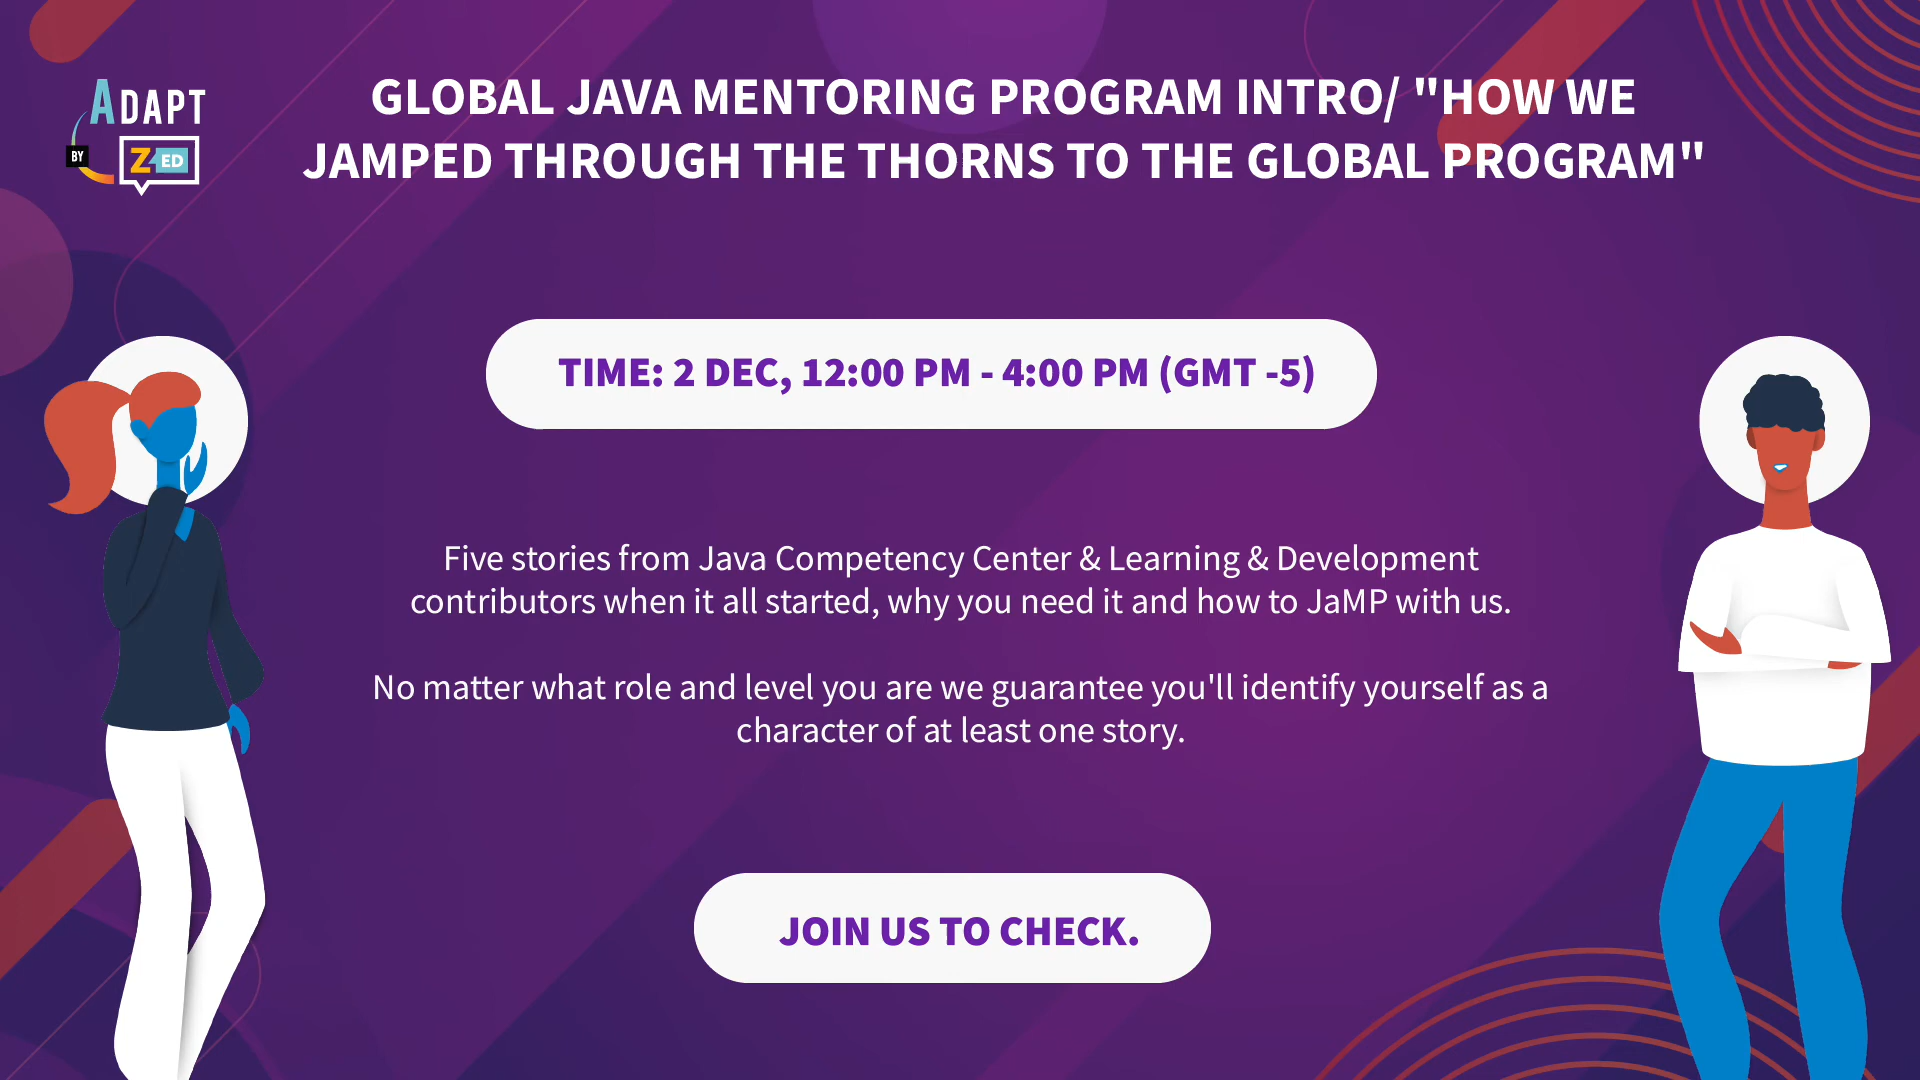 ADAPT
BY
Z ED
GLOBAL JAVA MENTORING PROGRAM INTRO/ "HOW WE
JAMPED THROUGH THE THORNS TO THE GLOBAL PROGRAM"
TIME: 2 DEC, 12:00 PM - 4:00 PM (GMT -5)
Five stories from Java Competency Center & Learning & Development
contributors when it all started, why you need it and how to JaMP with us.
No matter what role and level you are we guarantee you'll identify yourself as a
character of at least one story.
JOIN US TO CHECK.